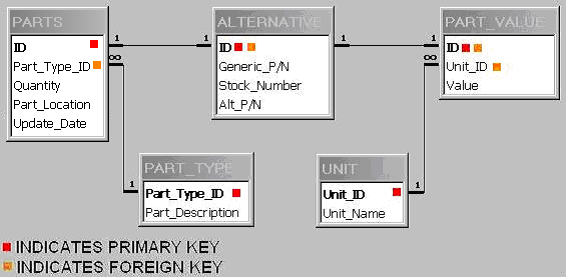 PARTS
ID
Part_Type_ID
Quantity
Part_Location
Update_Date
1
∞
1
1
ALTERNATIVE
ID
Generic_P/N
Stock_Number
Alt_P/N
1
1
∞
1
PART_VALUE
ID
Unit_ID
Value
PART_TYPE
Part_Type_ID
Part_Description
UNIT
Unit_ID
Unit_Name
INDICATES PRIMARY KEY
INDICATES FOREIGN KEY